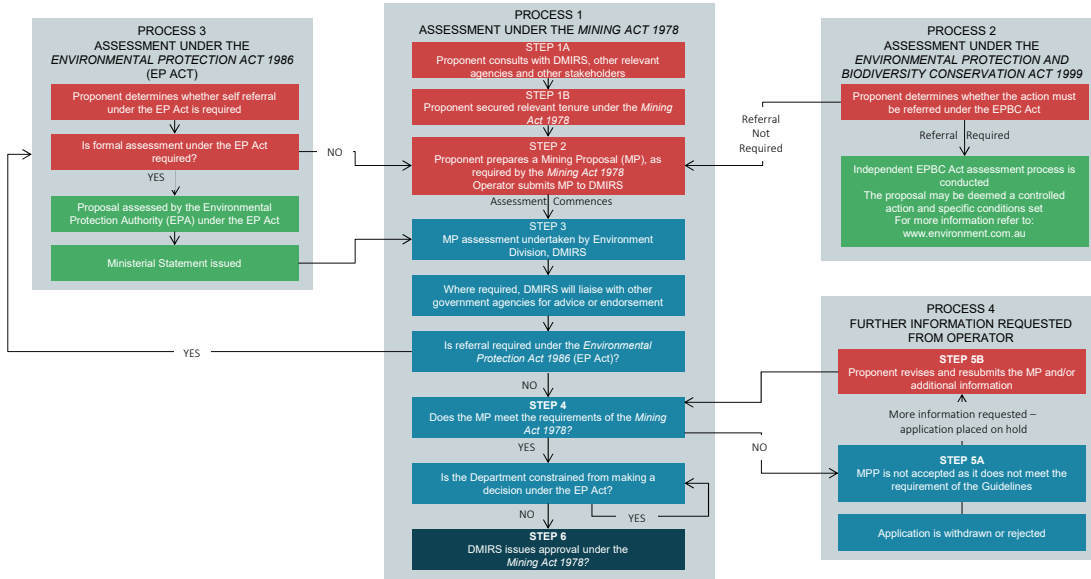 PROCESS 3
ASSESSMENT UNDER THE
ENVIRONMENTAL PROTECTION ACT 1986
(EP ACT)
Proponent determines whether self referral
under the EP Act is required
Is formal assessment under the EP Act
required?
NO
YES
Proposal assessed by the Environmental
Protection Authority (EPA) under the EP Act
Ministerial Statement issued
PROCESS 1
ASSESSMENT UNDER THE MINING ACT 1978
STEP 1A
Proponent consults with DMIRS, other relevant
agencies and other stakeholders
STEP 1B
Proponent secured relevant tenure under the Mining
Act 1978
STEP 2
Proponent prepares a Mining Proposal (MP), as
required by the Mining Act 1978
Operator submits MP to DMIRS
Assessment Commences
STEP 3
MP assessment undertaken by Environment
Division, DMIRS
Where required, DMIRS will liaise with other
government agencies for advice or endorsement
Is referral required under the Environmental
Protection Act 1986 (EP Act)?
YES
NO
STEP 4
Does the MP meet the requirements of the Mining
Act 1978?
YES
NO
Is the Department constrained from making a
decision under the EP Act?
NO
YES
STEP 6
DMIRS issues approval under the
Mining Act 1978?
PROCESS 2
ASSESSMENT UNDER THE
ENVIRONMENTAL PROTECTION AND
BIODIVERSITY CONSERVATION ACT 1999
Proponent determines whether the action must
be referred under the EPBC Act
Referral
Not
Required
Referral Required
Independent EPBC Act assessment process is
conducted
The proposal may be deemed a controlled
action and specific conditions set
For more information refer to:
www.environment.com.au
PROCESS 4
FURTHER INFORMATION REQUESTED
FROM OPERATOR
STEP 5B
Proponent revises and resubmits the MP and/or
additional information
More information requested –
application placed on hold
STEP 5A
MPP is not accepted as it does not meet the
requirement of the Guidelines
Application is withdrawn or rejected